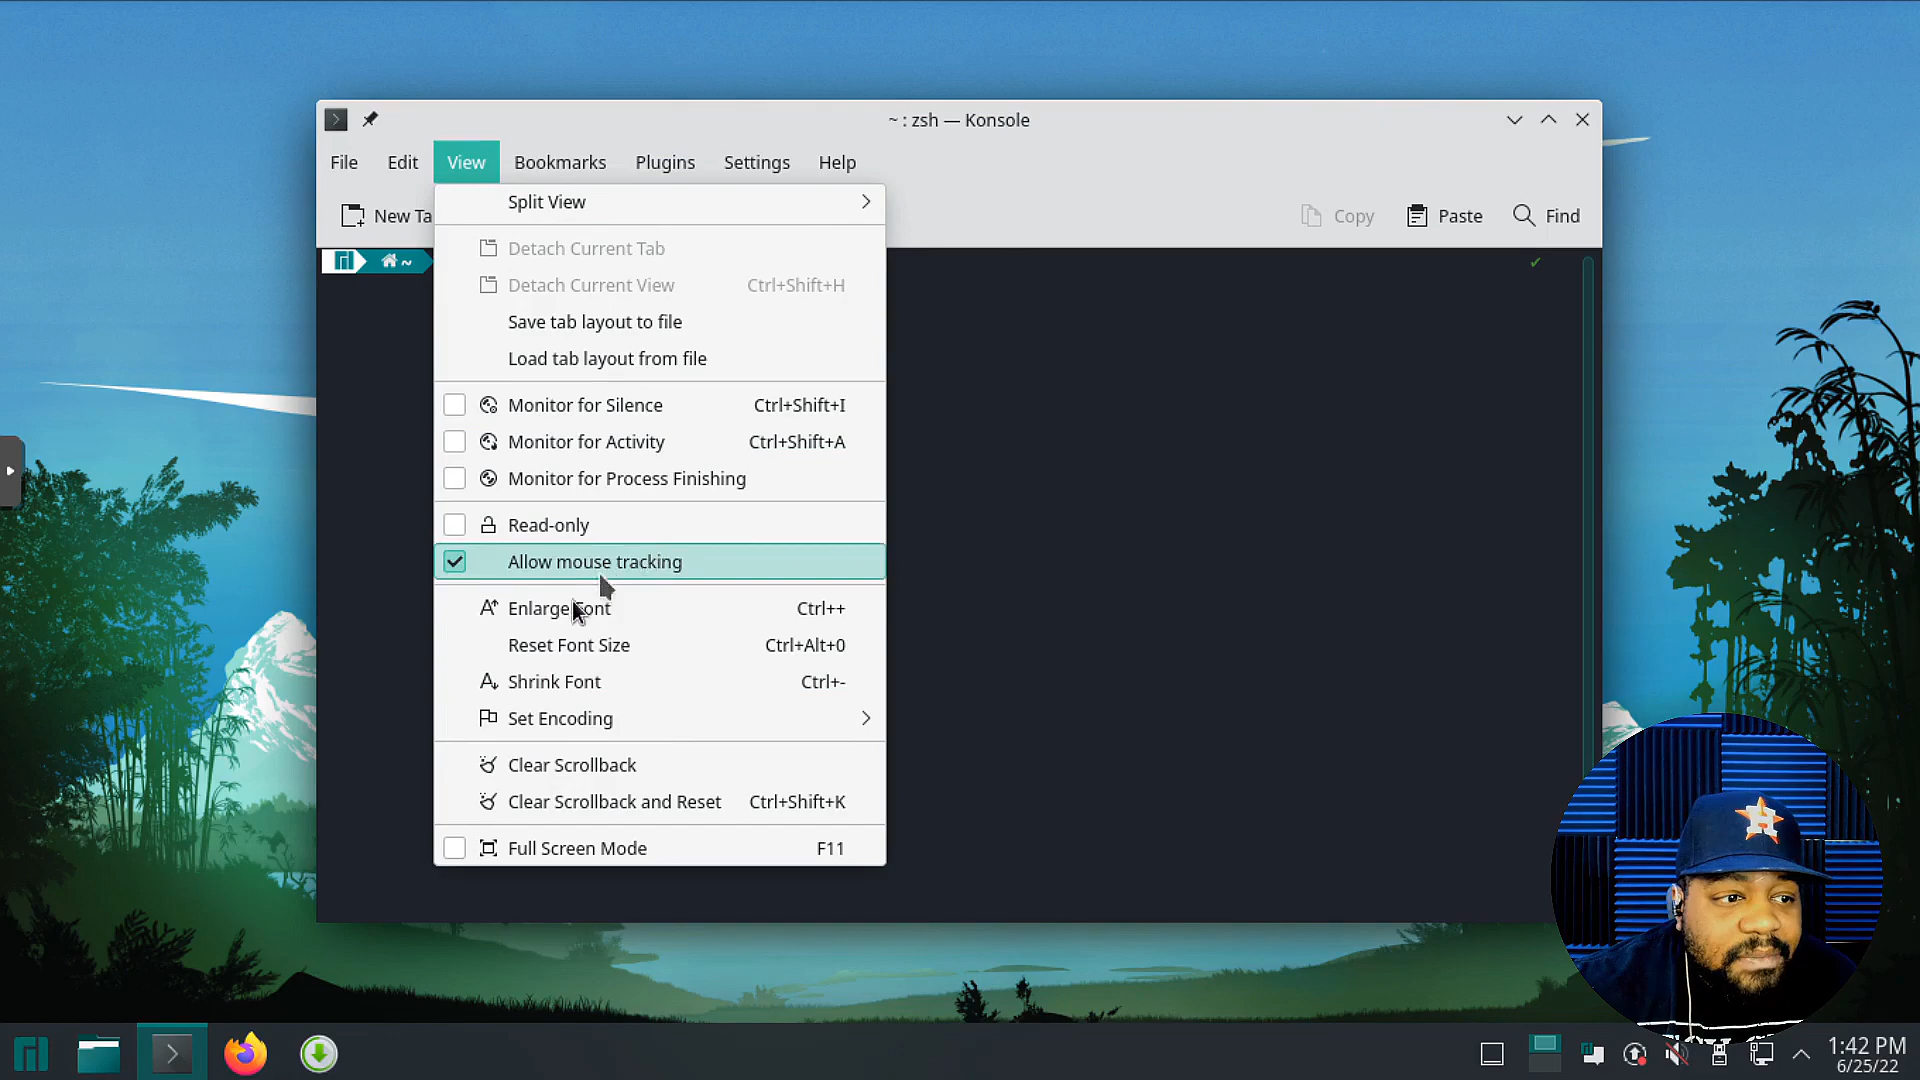 ~ : zsh — Konsole
File Edit View Bookmarks Plugins Settings Help
New Ta Copy Paste Find
~
Split View
Detach Current Tab
Detach Current View Ctrl+Shift+H
Save tab layout to file
Load tab layout from file
Monitor for Silence Ctrl+Shift+I
Monitor for Activity Ctrl+Shift+A
Monitor for Process Finishing
Read-only
Allow mouse tracking
Enlarge Font Ctrl++
Reset Font Size Ctrl+Alt+0
Shrink Font Ctrl+-
Set Encoding
Clear Scrollback
Clear Scrollback and Reset Ctrl+Shift+K
Full Screen Mode F11
H
1:42 PM
6/25/22